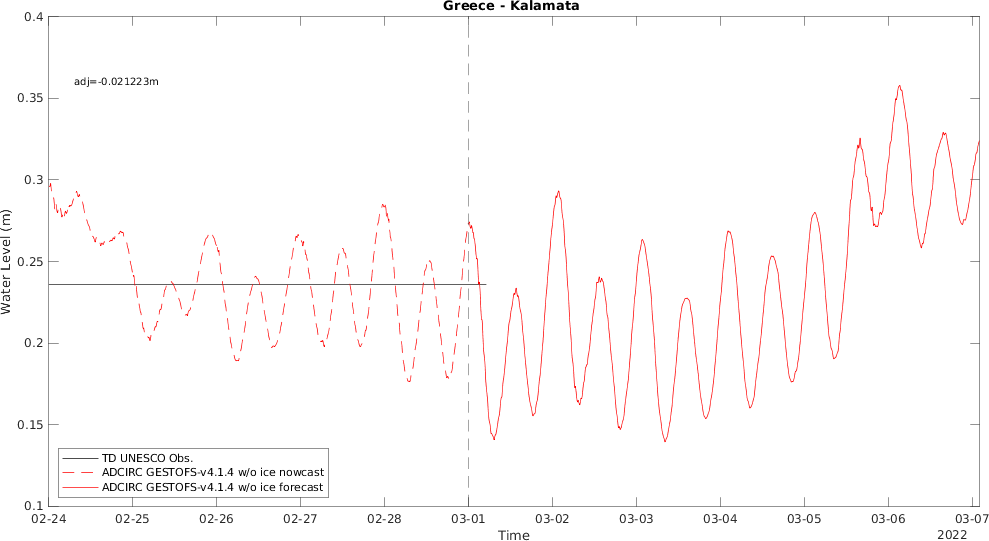 Greece - Kalamata
adj=-0.021223m
Water Level (m)
0.4
0.35
0.3
0.25
0.2
0.15
0.1
TD UNESCO Obs.
ADCIRC GESTOFS-v4.1.4 w/o ice nowcast
ADCIRC GESTOFS-v4.1.4 w/o ice forecast
02-24 02-25 02-26 02-27 02-28 03-01 03-02 03-03 03-04 03-05 03-06 03-07
Time
2022